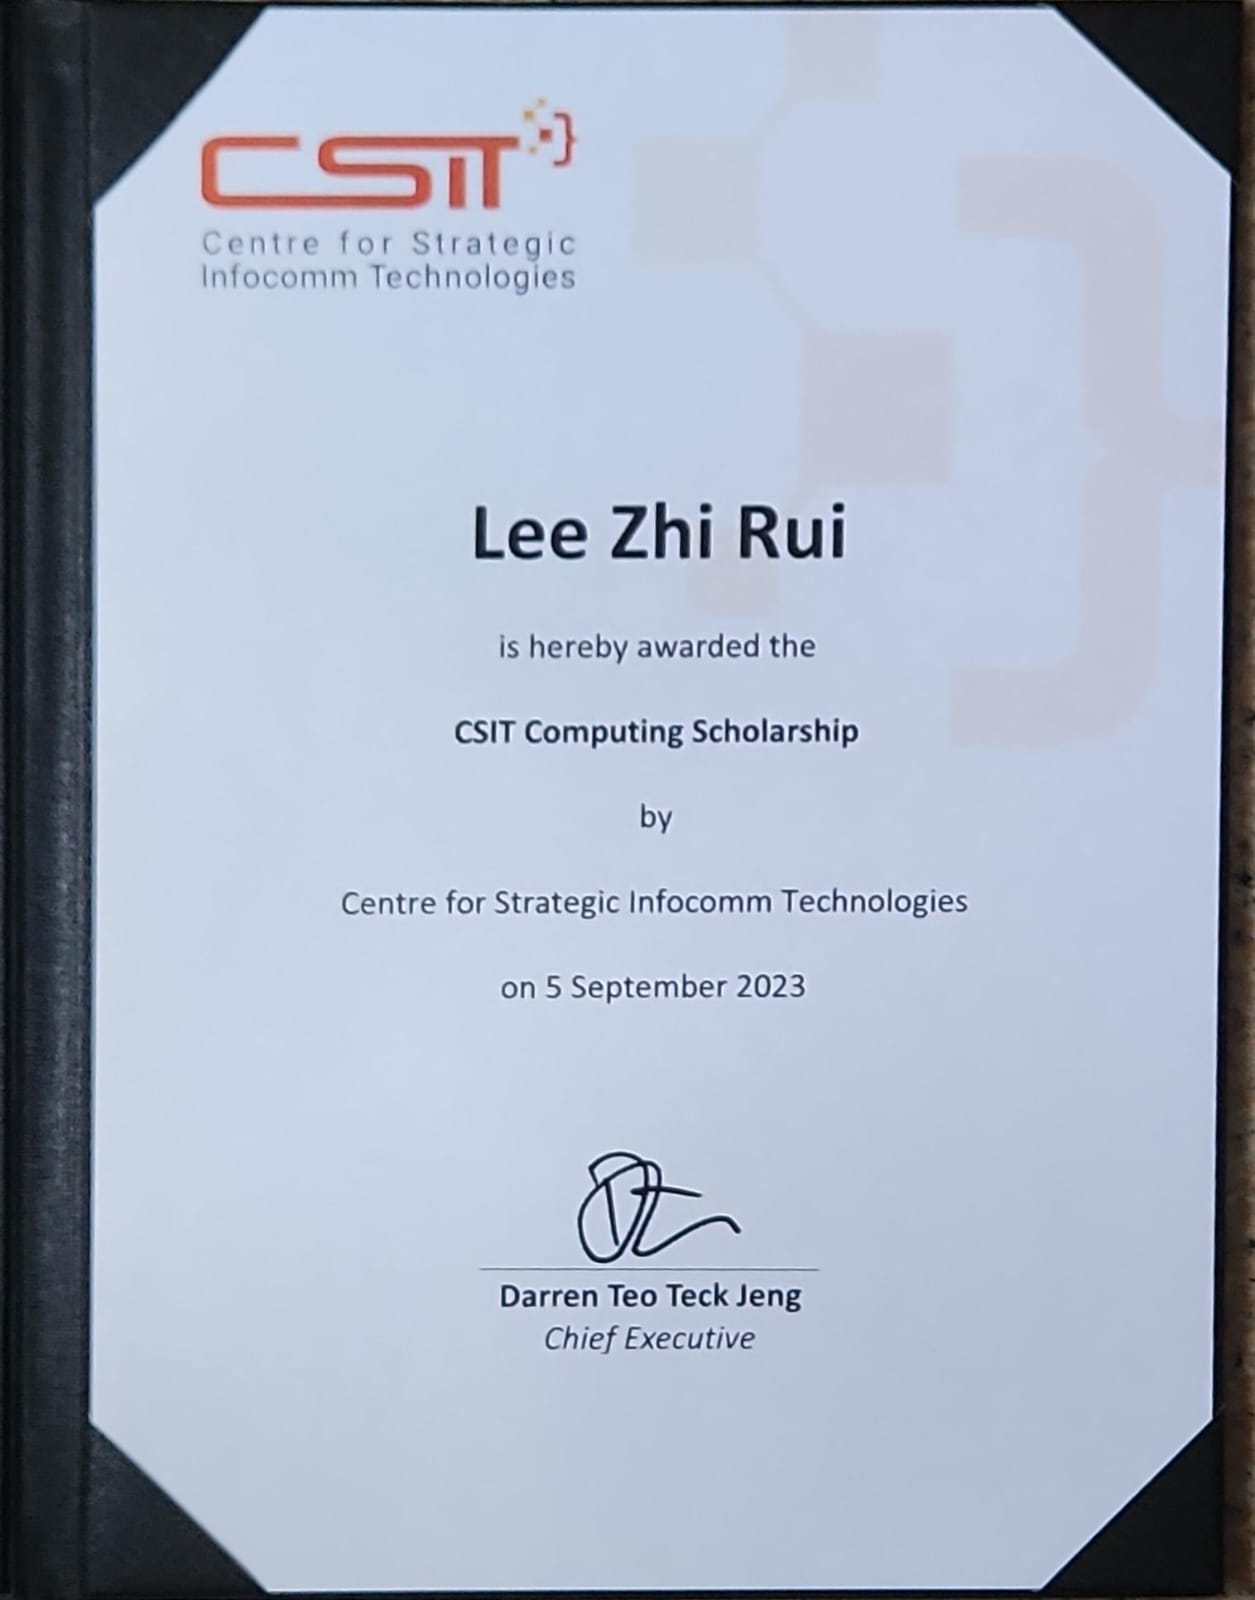 CSIT
Centre for Strategic
Infocomm Technologies
Lee Zhi Rui
is hereby awarded the
CSIT Computing Scholarship
by
Centre for Strategic Infocomm Technologies
on 5 September 2023
Darren Teo Teck Jeng
Chief Executive